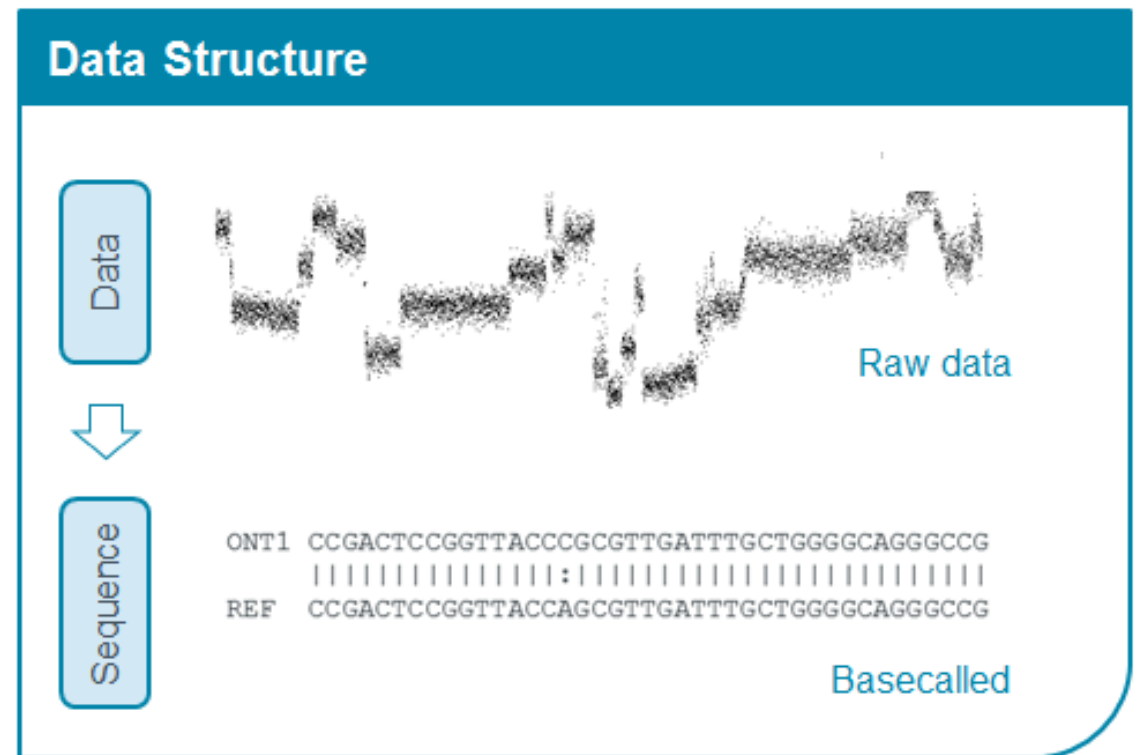 Data Structure
Data
Raw data
Sequence
ONT1 CCGACTCCGGTTACCCGCGTTGATTTGCTGGGGCAGGGCCG
|||||||||||||||:|||||||||||||||||||||||||
REF CCGACTCCGGTTACCAGCGTTGATTTGCTGGGGCAGGGCCG
Basecalled